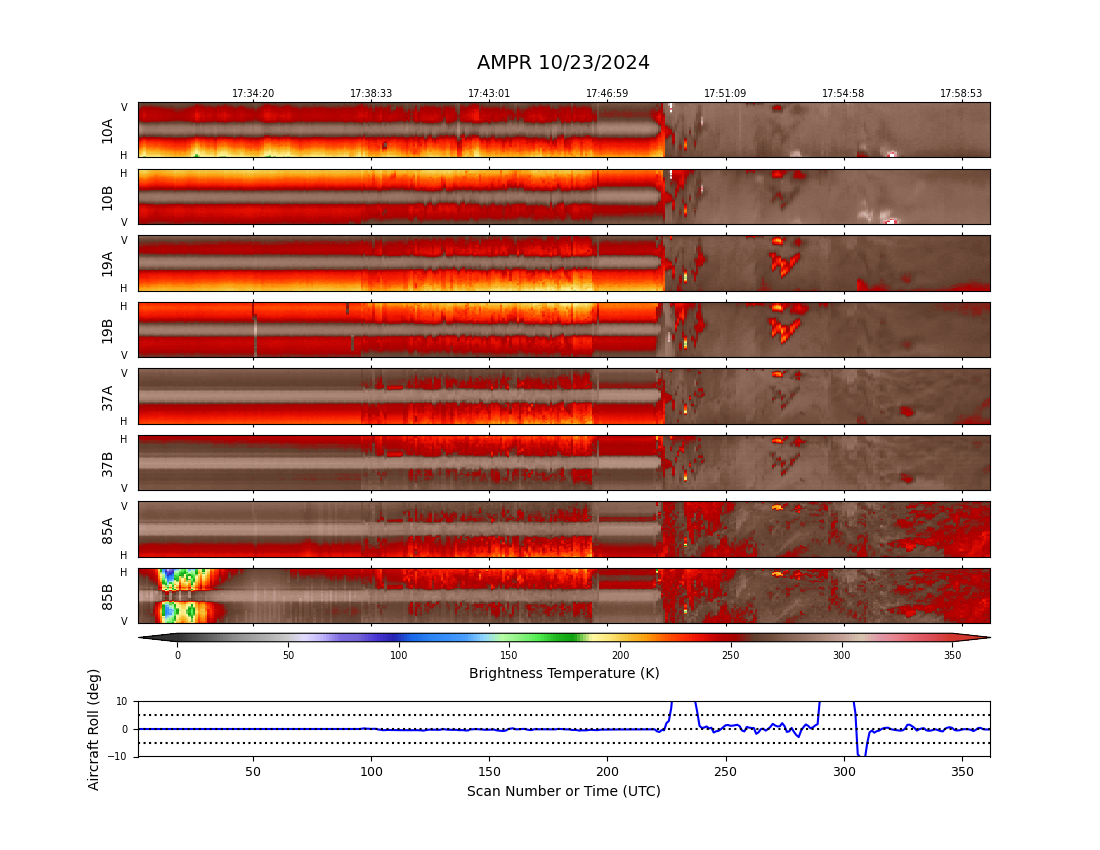 AMPR 10/23/2024
17:34:20 17:38:33 17:43:01 17:46:59 17:51:09 17:54:58 17:58:53
V
10A
H
H
10B
V
V
19A
H
H
19B
V
V
37A
H
H
37B
V
V
85A
H
H
85B
V
0 50 100 150 200 250 300 350
Brightness Temperature (K)
Aircraft Roll (deg)
10
0
−10
50 100 150 200 250 300 350
Scan Number or Time (UTC)